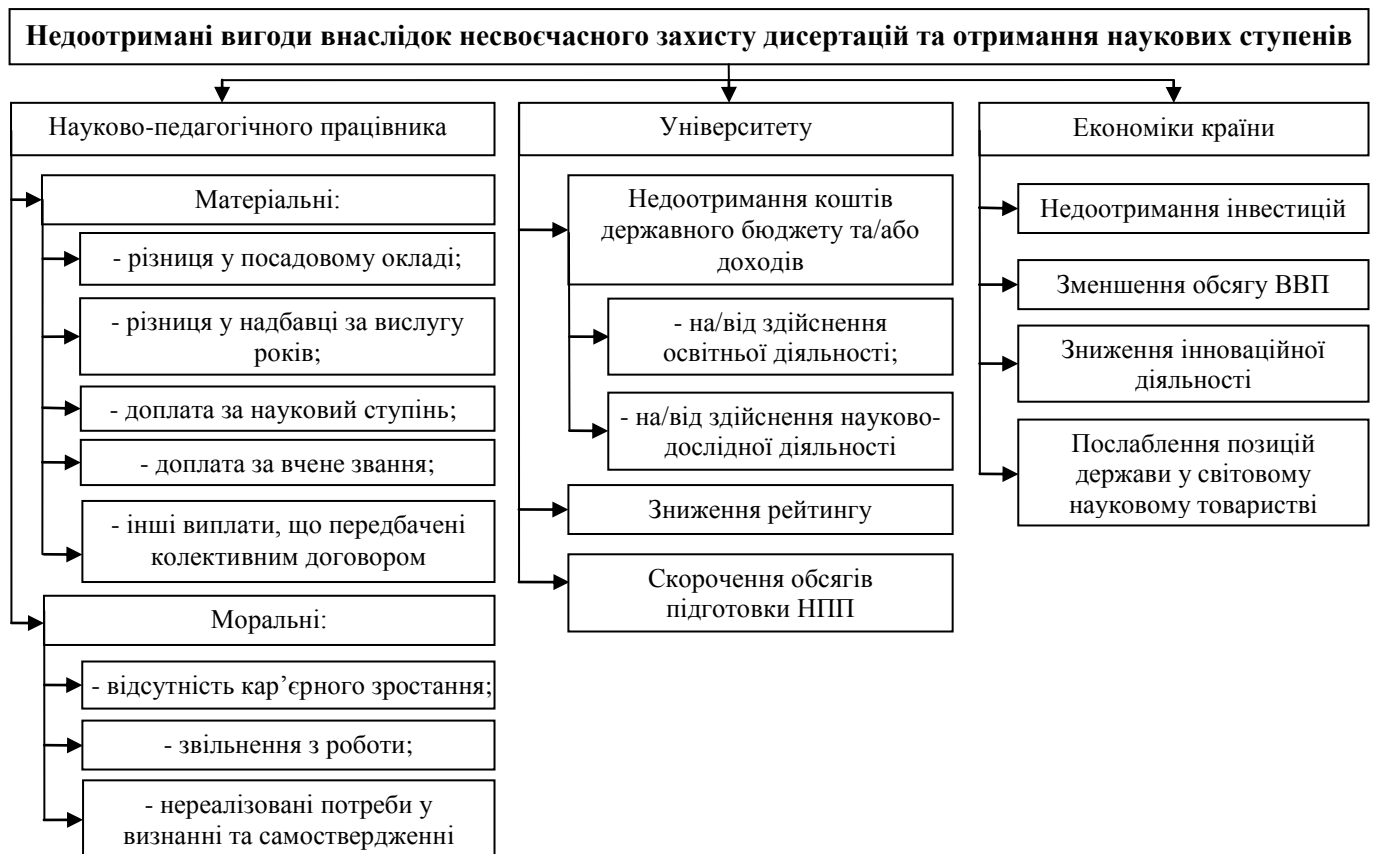 Недоотримані вигоди внаслідок несвоєчасного захисту дисертацій та отримання наукових ступенів
Науково-педагогічного працівника
Матеріальні:
- різниця у посадовому окладі;
- різниця у надбавці за вислугу
років;
- доплата за науковий ступінь;
- доплата за вчене звання;
- інші виплати, що передбачені
колективним договором
Моральні:
- відсутність кар’єрного зростання;
- звільнення з роботи;
- нереалізовані потреби у
визнанні та самоствердженні
Університету
Недоотримання коштів
державного бюджету та/або
доходів
- на/від здійснення
освітньої діяльності;
- на/від здійснення науково-
дослідної діяльності
Зниження рейтингу
Скорочення обсягів
підготовки НПП
Економіки країни
Недоотримання інвестицій
Зменшення обсягу ВВП
Зниження інноваційної
діяльності
Послаблення позицій
держави у світовому
науковому товаристві